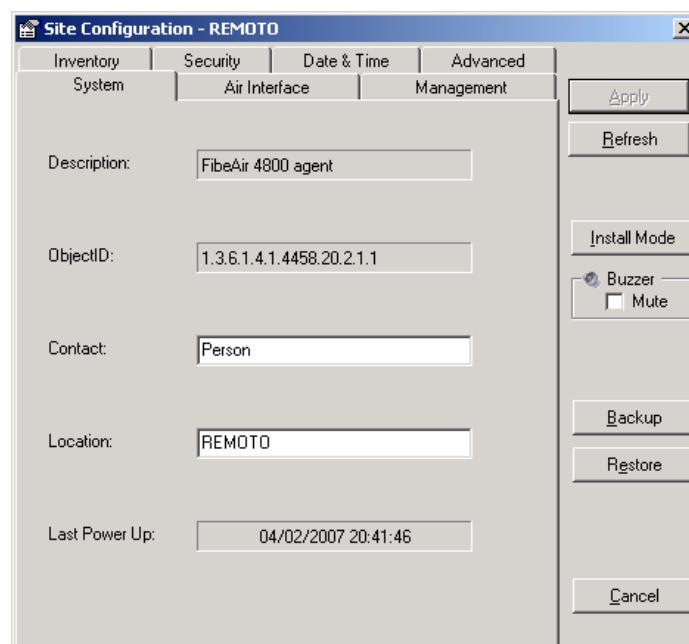 Site Configuration - REMOTO
Inventory Security Date & Time Advanced
System Air Interface Management
Apply
Refresh
Description: FibeAir 4800 agent
Install Mode
ObjectID: 1.3.6.1.4.1.4458.20.2.1.1
Buzzer
Mute
Contact: Person
Backup
Location: REMOTO
Restore
Last Power Up: 04/02/2007 20:41:46
Cancel